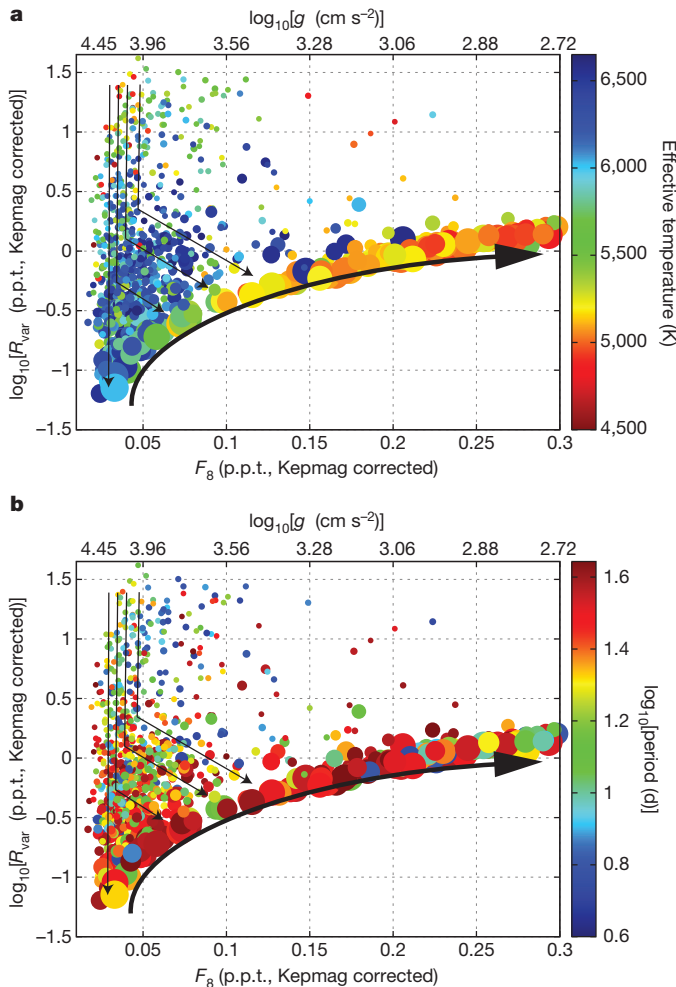 a
log10[g (cm s−2)]
4.45 3.96 3.56 3.28 3.06 2.88 2.72
1.5
1
0.5
0
−0.5
−1
−1.5
log10[Rvar (p.p.t., Kepmag corrected)]
0.05 0.1 0.15 0.2 0.25 0.3
F8 (p.p.t., Kepmag corrected)
6,500
6,000
5,500
5,000
4,500
Effective temperature (K)
b
log10[g (cm s−2)]
4.45 3.96 3.56 3.28 3.06 2.88 2.72
1.5
1
0.5
0
−0.5
−1
−1.5
log10[Rvar (p.p.t., Kepmag corrected)]
0.05 0.1 0.15 0.2 0.25 0.3
F8 (p.p.t., Kepmag corrected)
1.6
1.4
1.2
1
0.8
0.6
log10[period (d)]